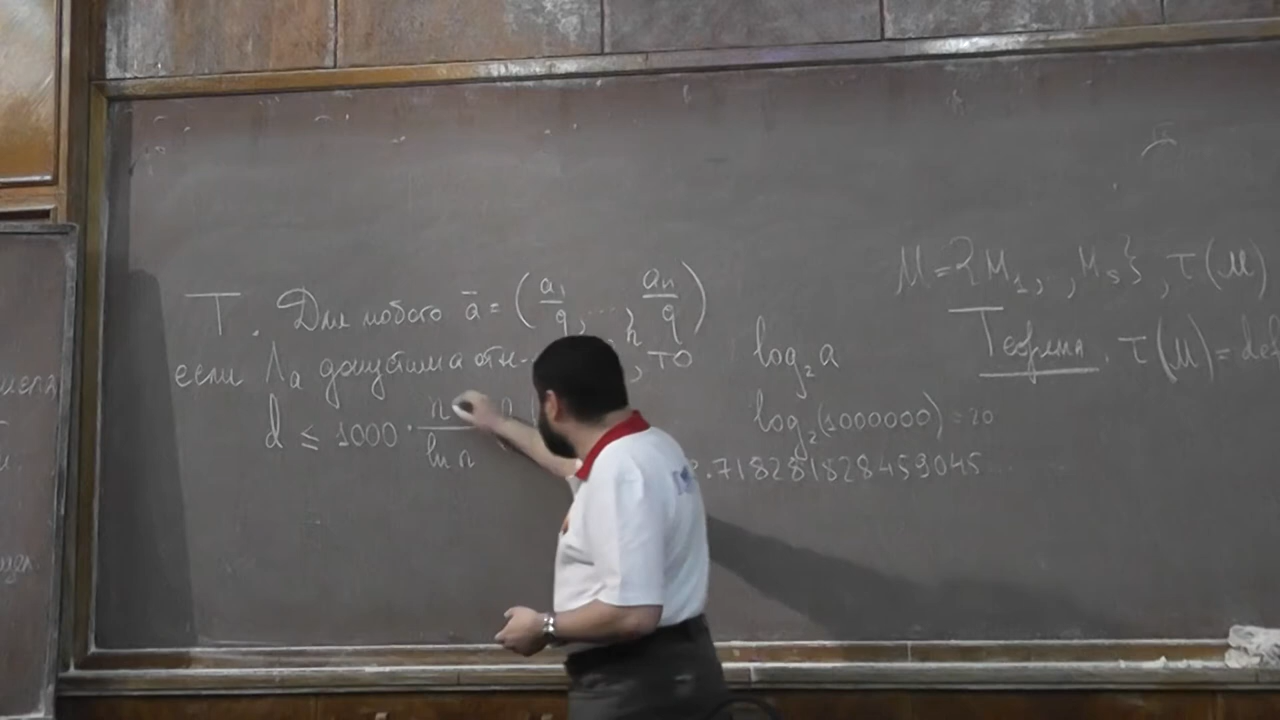 Т. Для любого ā = (a₁/q, ..., aₙ/q)
если Λₐ допустима отн-, то
d ≤ 1000 · n/ln n
log₂ a
log₂(1000000) = 20
.718281828459045
M = {M₁, , Mₛ}, τ(M)
Теорема. τ(M) = def